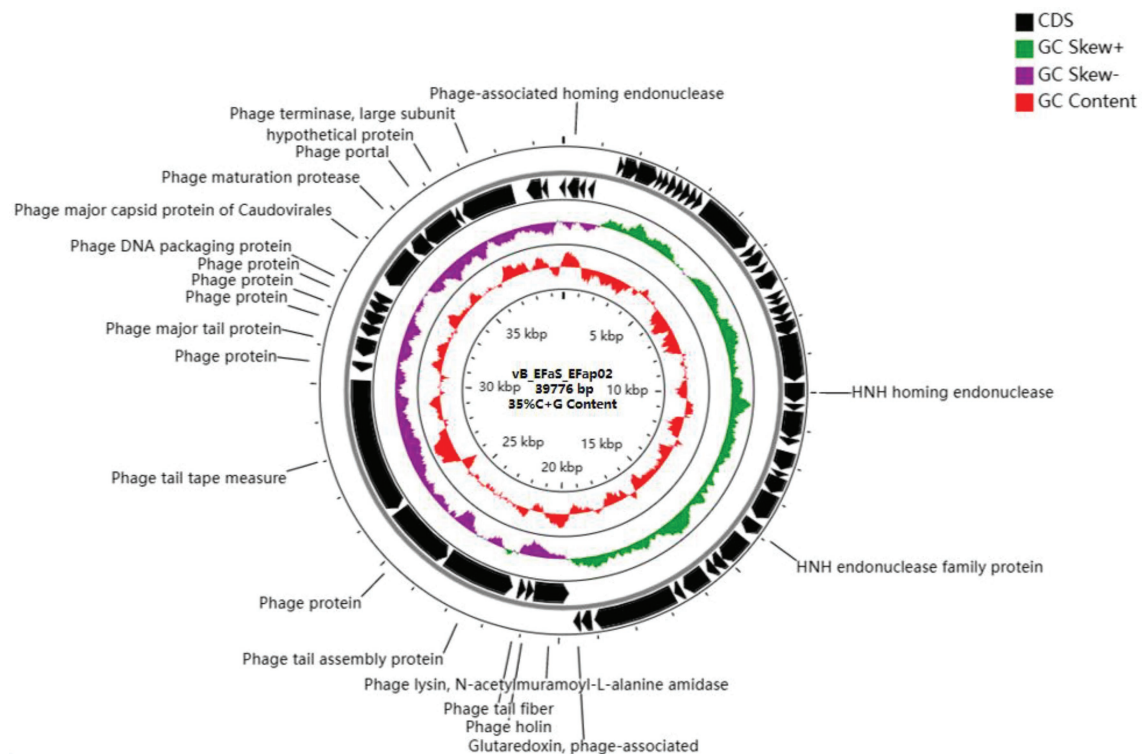 CDS
GC Skew+
GC Skew-
GC Content
Phage-associated homing endonuclease
Phage terminase, large subunit
hypothetical protein
Phage portal
Phage maturation protease
Phage major capsid protein of Caudovirales
Phage DNA packaging protein
Phage protein
Phage protein
Phage protein
Phage major tail protein
Phage protein
Phage tail tape measure
Phage protein
Phage tail assembly protein
Phage lysin, N-acetylmuramoyl-L-alanine amidase
Phage tail fiber
Phage holin
Glutaredoxin, phage-associated
HNH homing endonuclease
HNH endonuclease family protein
35 kbp
5 kbp
vB_EFaS_EFap02
30 kbp
39776 bp
10 kbp
35%C+G Content
25 kbp
15 kbp
20 kbp